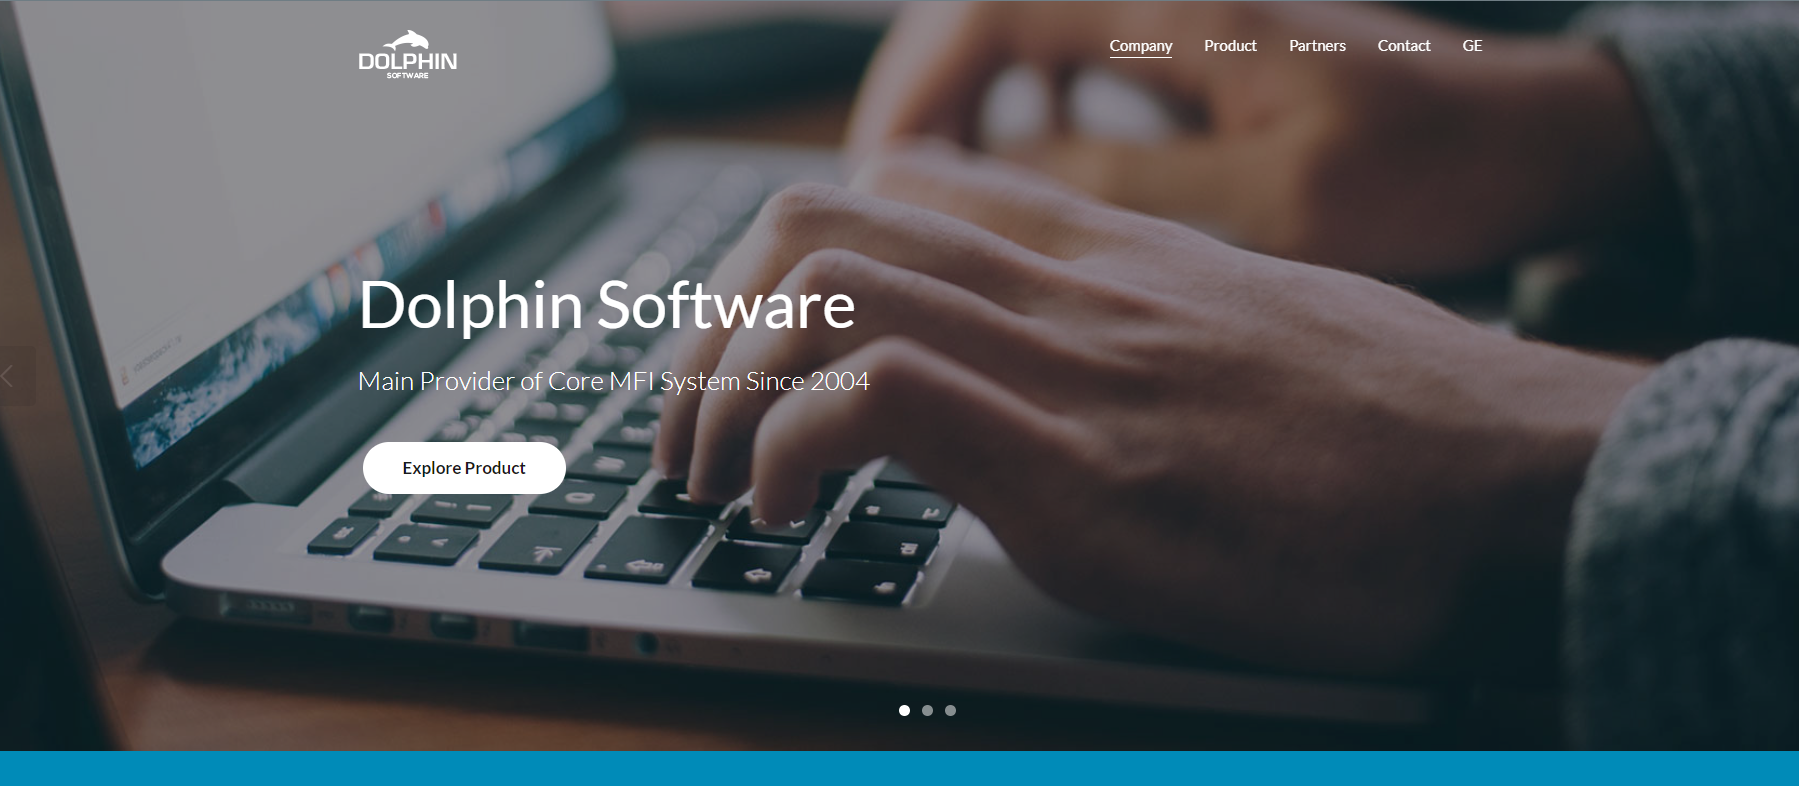 DOLPHIN
SOFTWARE
Company Product Partners Contact GE
Dolphin Software
Main Provider of Core MFI System Since 2004
Explore Product